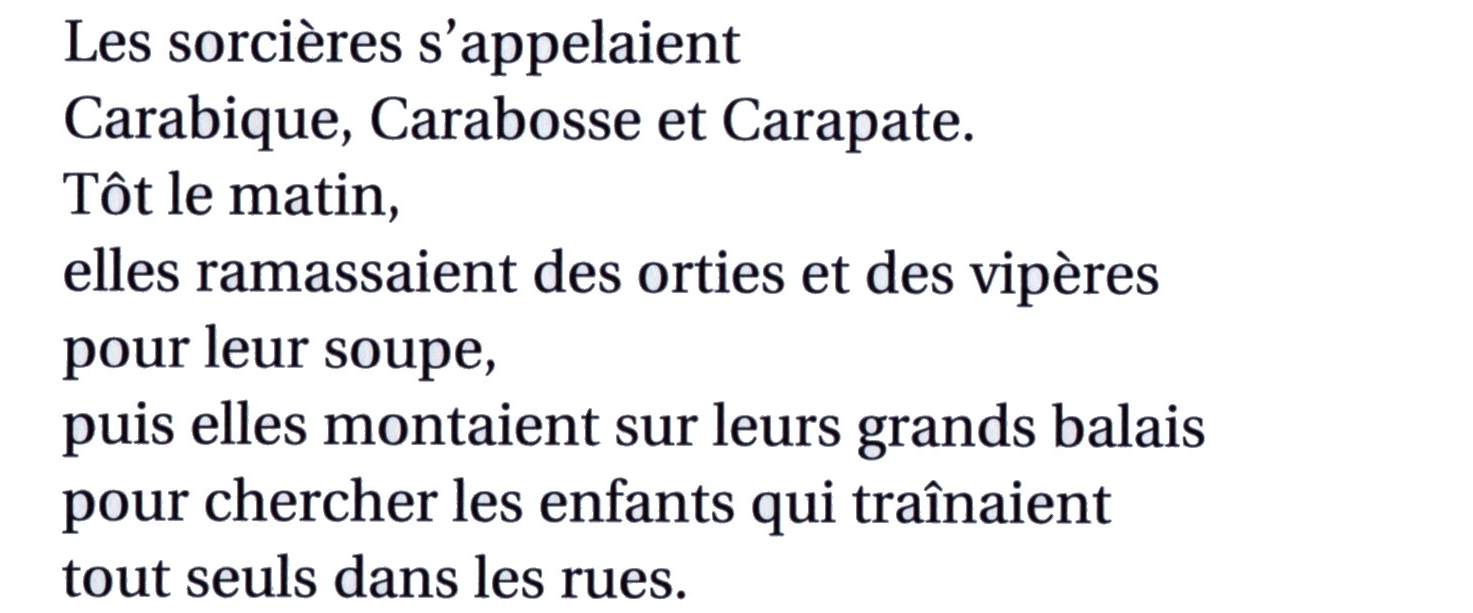 Les sorcières s’appelaient
Carabique, Carabosse et Carapate.
Tôt le matin,
elles ramassaient des orties et des vipères
pour leur soupe,
puis elles montaient sur leurs grands balais
pour chercher les enfants qui traînaient
tout seuls dans les rues.